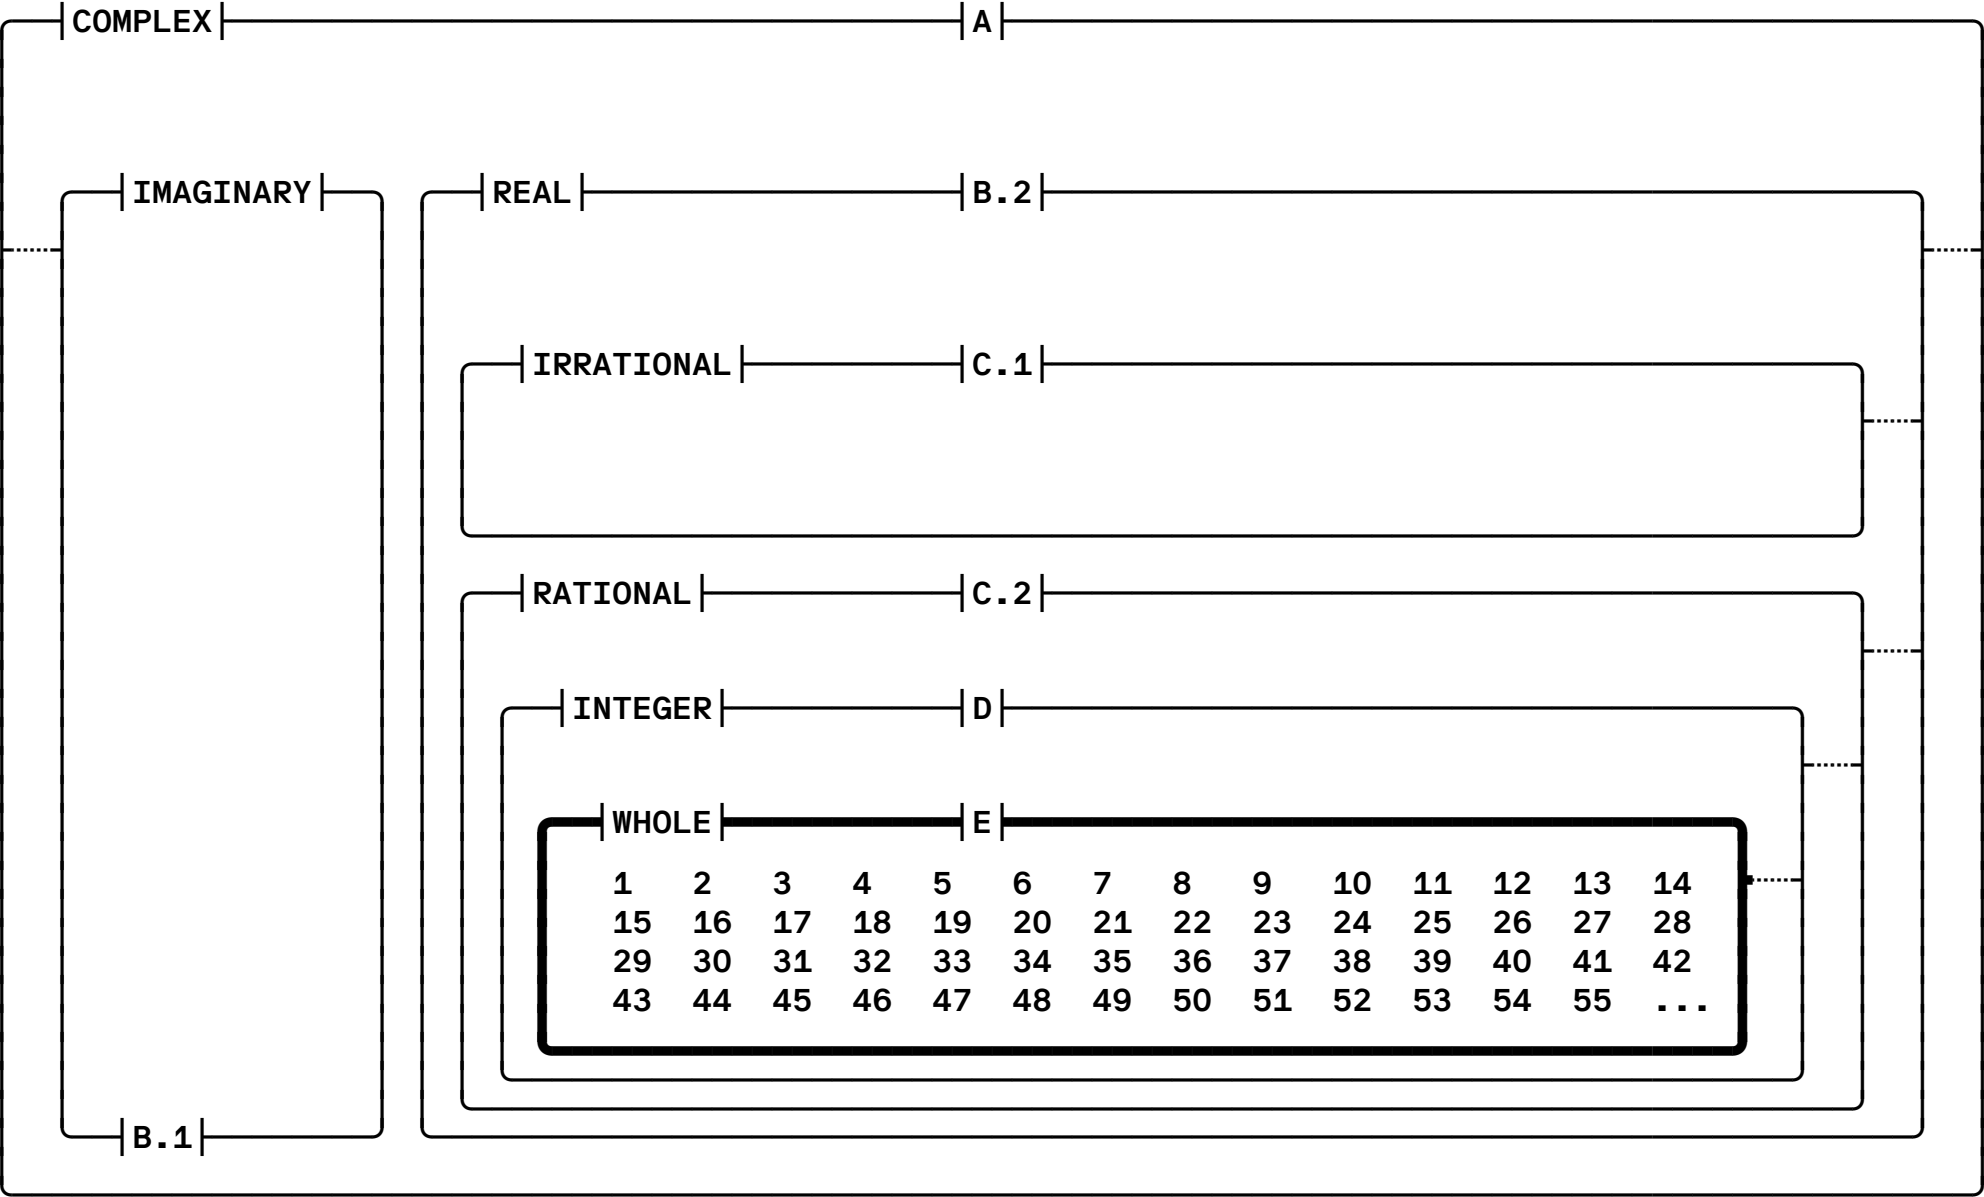 COMPLEX A
IMAGINARY REAL B.2
IRRATIONAL C.1
RATIONAL C.2
INTEGER D
WHOLE E
1 2 3 4 5 6 7 8 9 10 11 12 13 14
15 16 17 18 19 20 21 22 23 24 25 26 27 28
29 30 31 32 33 34 35 36 37 38 39 40 41 42
43 44 45 46 47 48 49 50 51 52 53 54 55 ...
B.1